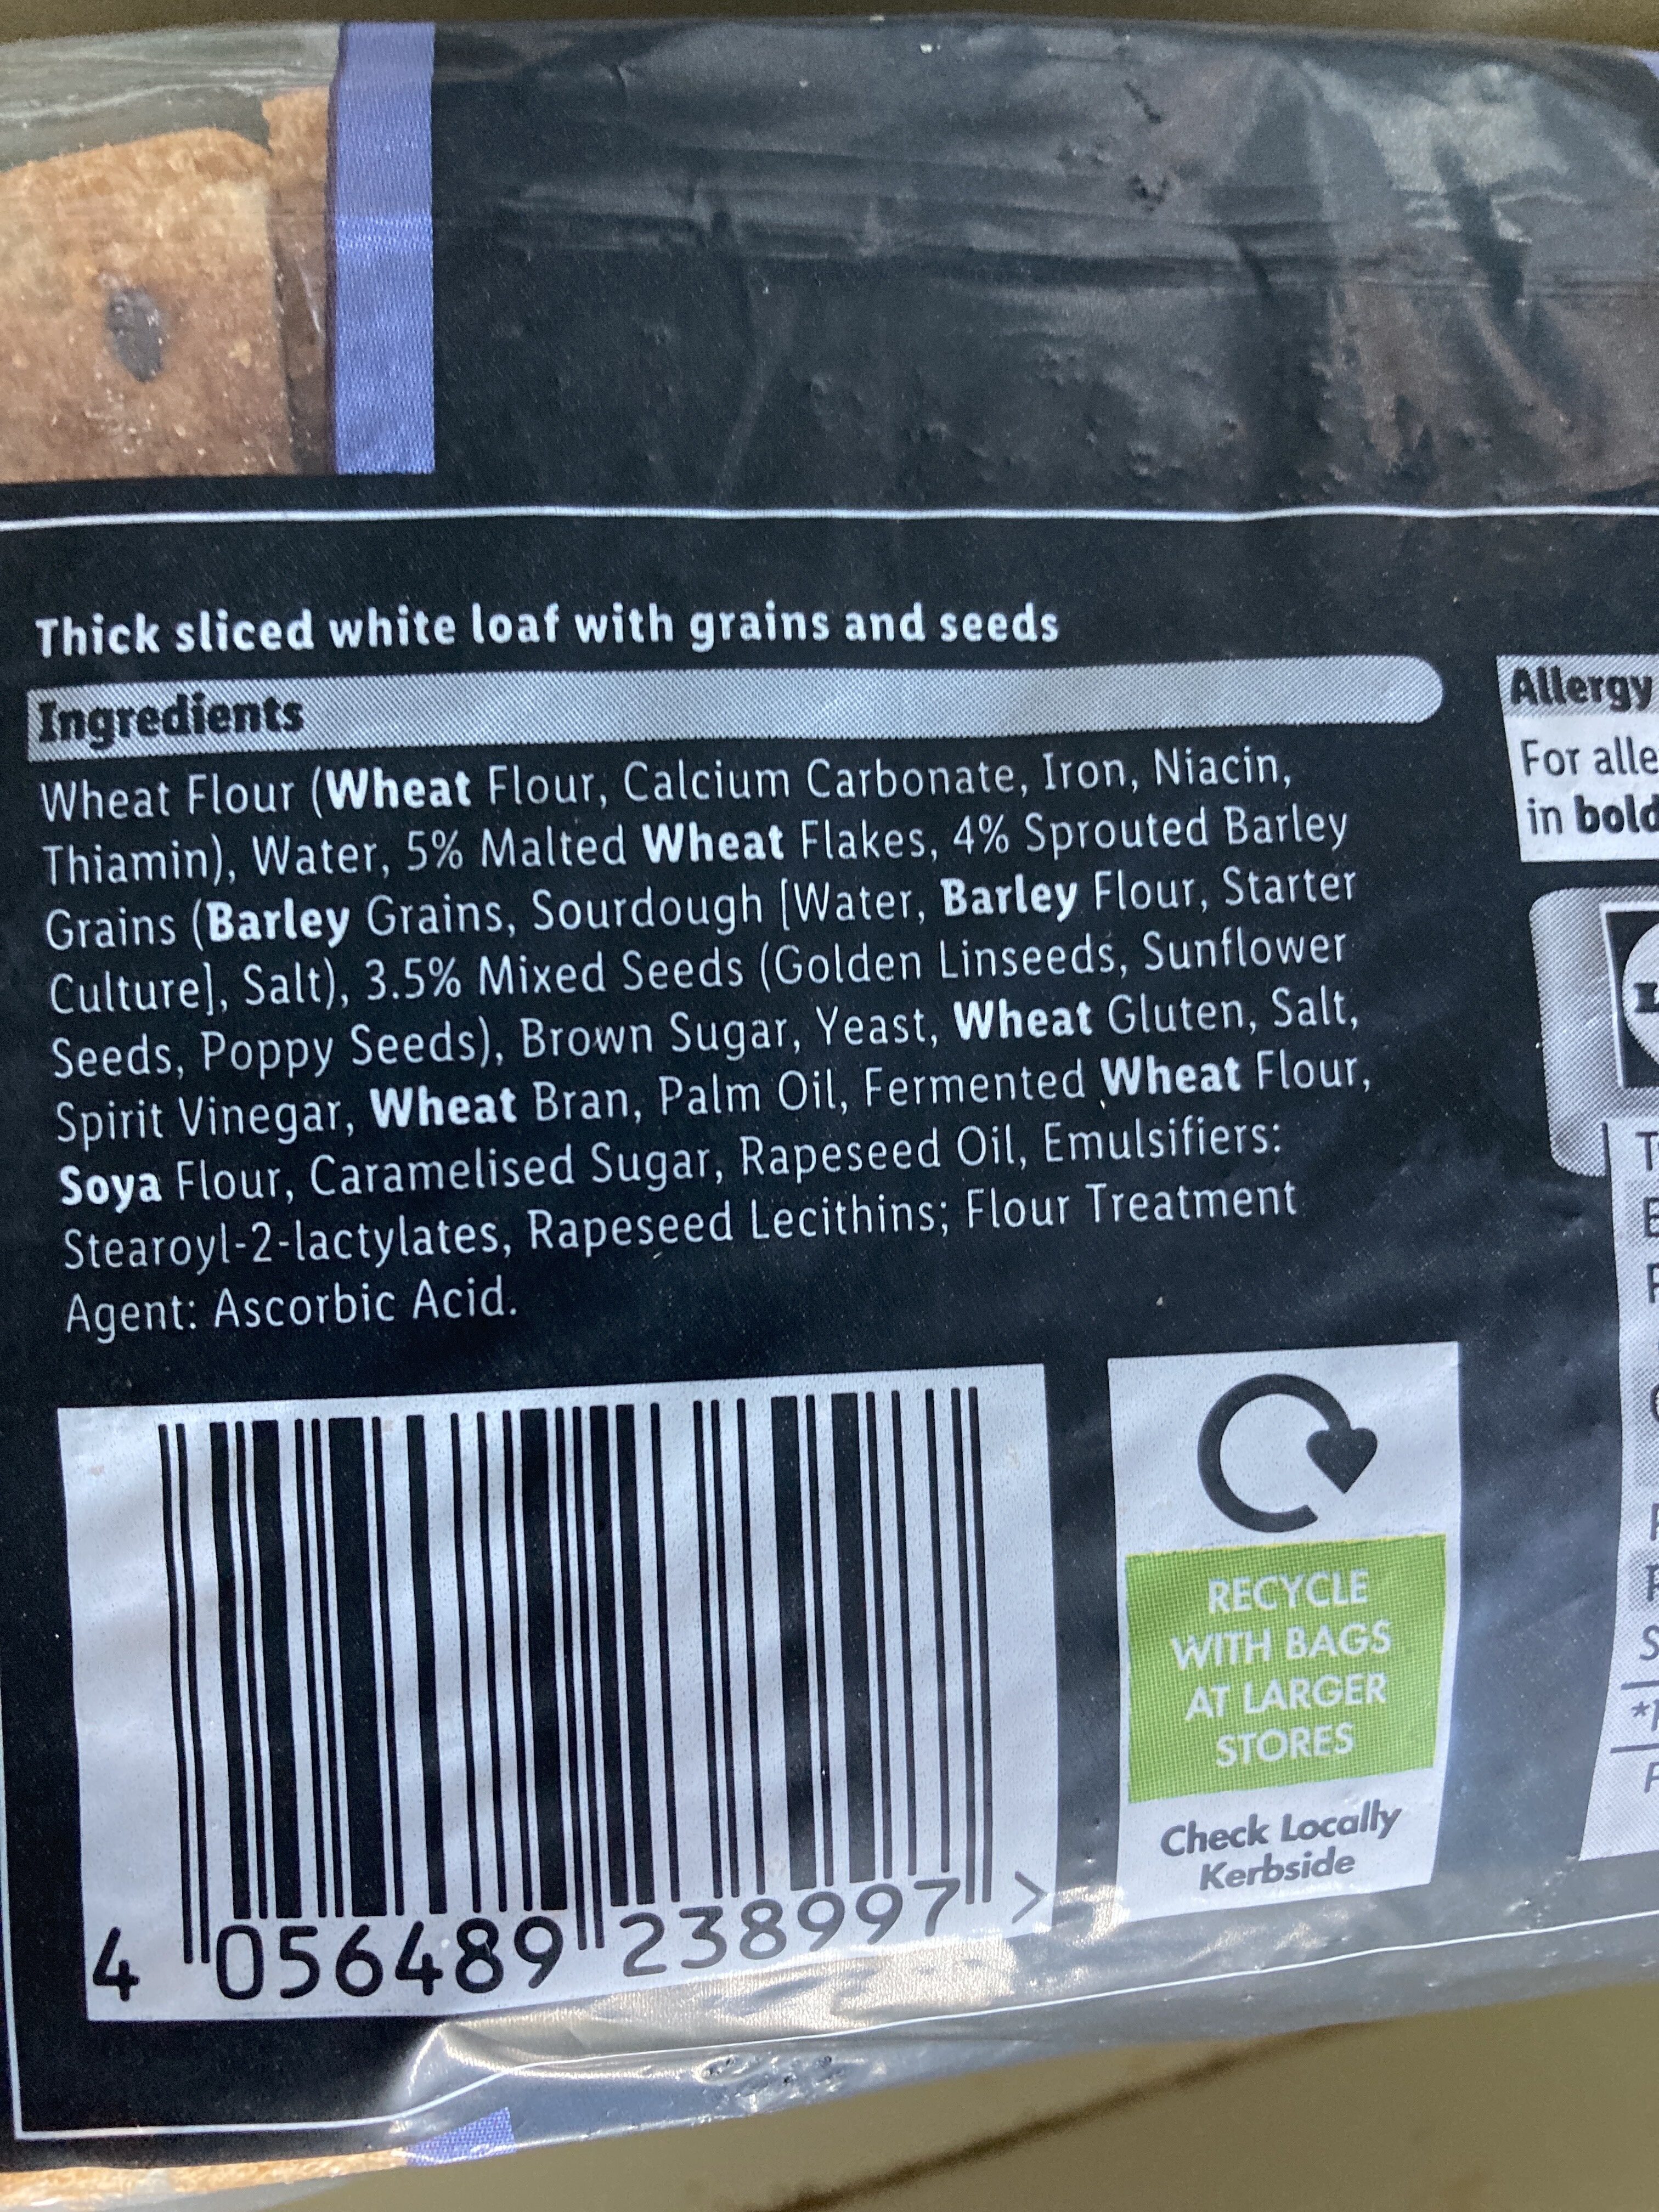 Thick sliced white loaf with grains and seeds
Ingredients
Wheat Flour (Wheat Flour, Calcium Carbonate, Iron, Niacin,
Thiamin), Water, 5% Malted Wheat Flakes, 4% Sprouted Barley
Grains (Barley Grains, Sourdough [Water, Barley Flour, Starter
Culture], Salt), 3.5% Mixed Seeds (Golden Linseeds, Sunflower
Seeds, Poppy Seeds), Brown Sugar, Yeast, Wheat Gluten, Salt,
Spirit Vinegar, Wheat Bran, Palm Oil, Fermented Wheat Flour,
Soya Flour, Caramelised Sugar, Rapeseed Oil, Emulsifiers:
Stearoyl-2-lactylates, Rapeseed Lecithins; Flour Treatment
Agent: Ascorbic Acid.
Allergy
For alle
in bold
4 056489 238997 >
RECYCLE
WITH BAGS
AT LARGER
STORES
Check Locally
Kerbside